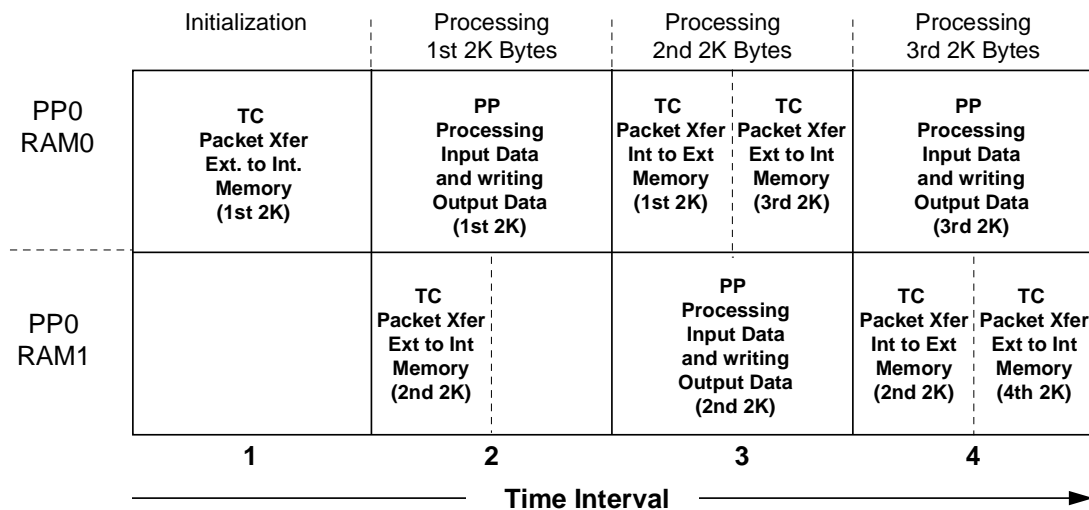 Initialization
Processing
1st 2K Bytes
Processing
2nd 2K Bytes
Processing
3rd 2K Bytes
PP0
RAM0
TC
Packet Xfer
Ext. to Int.
Memory
(1st 2K)
PP
Processing
Input Data
and writing
Output Data
(1st 2K)
TC
Packet Xfer
Int to Ext
Memory
(1st 2K)
TC
Packet Xfer
Ext to Int
Memory
(3rd 2K)
PP
Processing
Input Data
and writing
Output Data
(3rd 2K)
PP0
RAM1
TC
Packet Xfer
Ext to Int
Memory
(2nd 2K)
PP
Processing
Input Data
and writing
Output Data
(2nd 2K)
TC
Packet Xfer
Int to Ext
Memory
(2nd 2K)
TC
Packet Xfer
Ext to Int
Memory
(4th 2K)
1
2
3
4
Time Interval